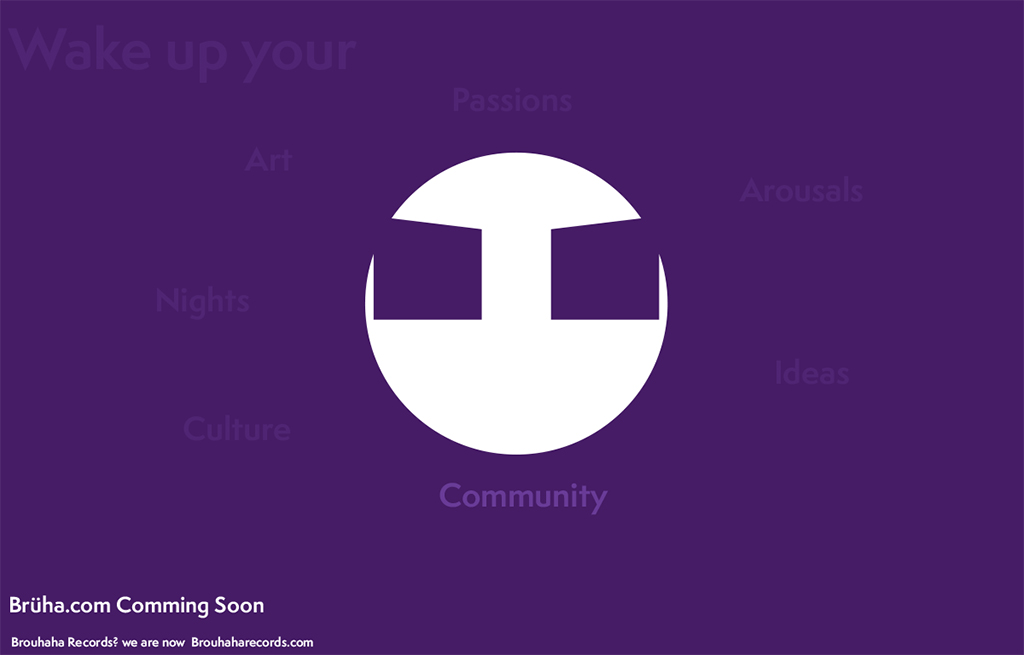 Wake up your
Passions
Art
Arousals
Nights
Ideas
Culture
Community
Brüha.com Comming Soon
Brouhaha Records? we are now Brouhaharecords.com